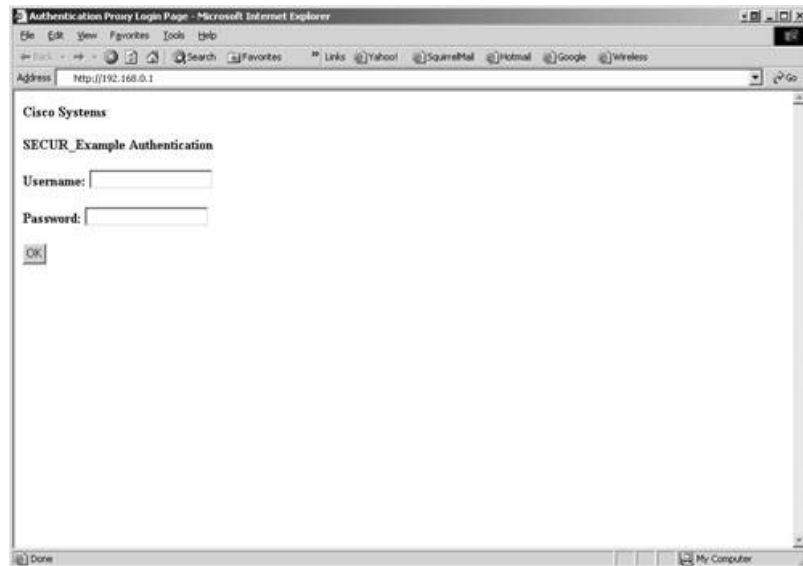 Authentication Proxy Login Page - Microsoft Internet Explorer
File Edit View Favorites Tools Help
Back Search Favorites Links Yahoo! SquirrelMail Hotmail Google Wireless
Address http://192.168.0.1 Go
Cisco Systems
SECUR_Example Authentication
Username:
Password:
OK
Done My Computer